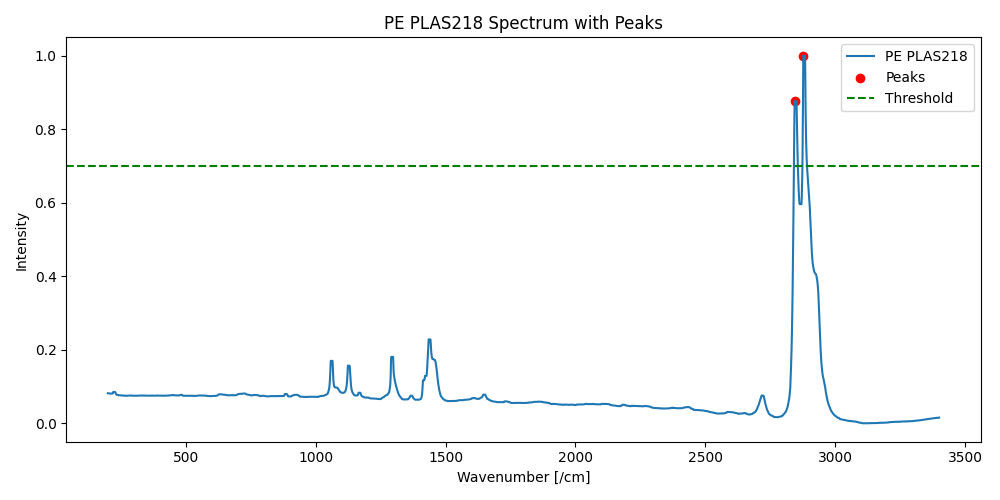 PE PLAS218 Spectrum with Peaks
PE PLAS218
Peaks
Threshold
Intensity
1.0
0.8
0.6
0.4
0.2
0.0
500 1000 1500 2000 2500 3000 3500
Wavenumber [/cm]